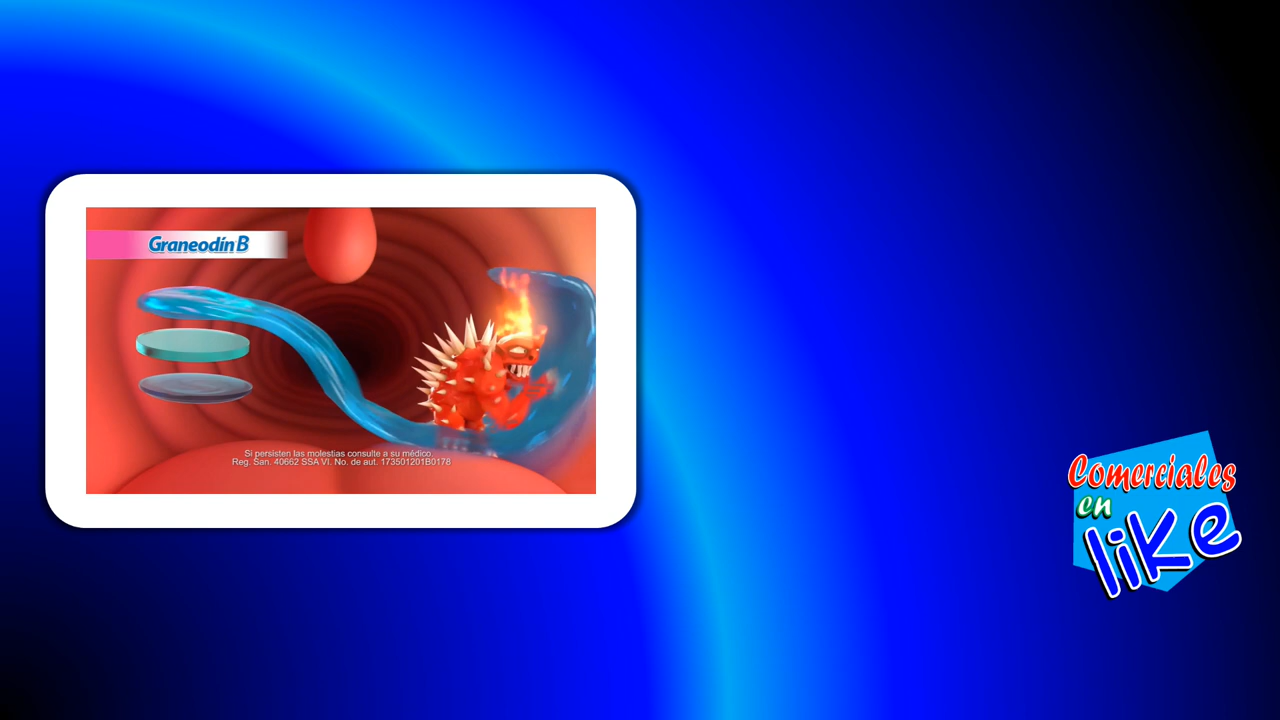 Graneodín B
Si persisten las molestias consulte a su médico.
Reg. San. 40662 SSA VI. No. de aut. 173501201B0178
Comerciales
en
like